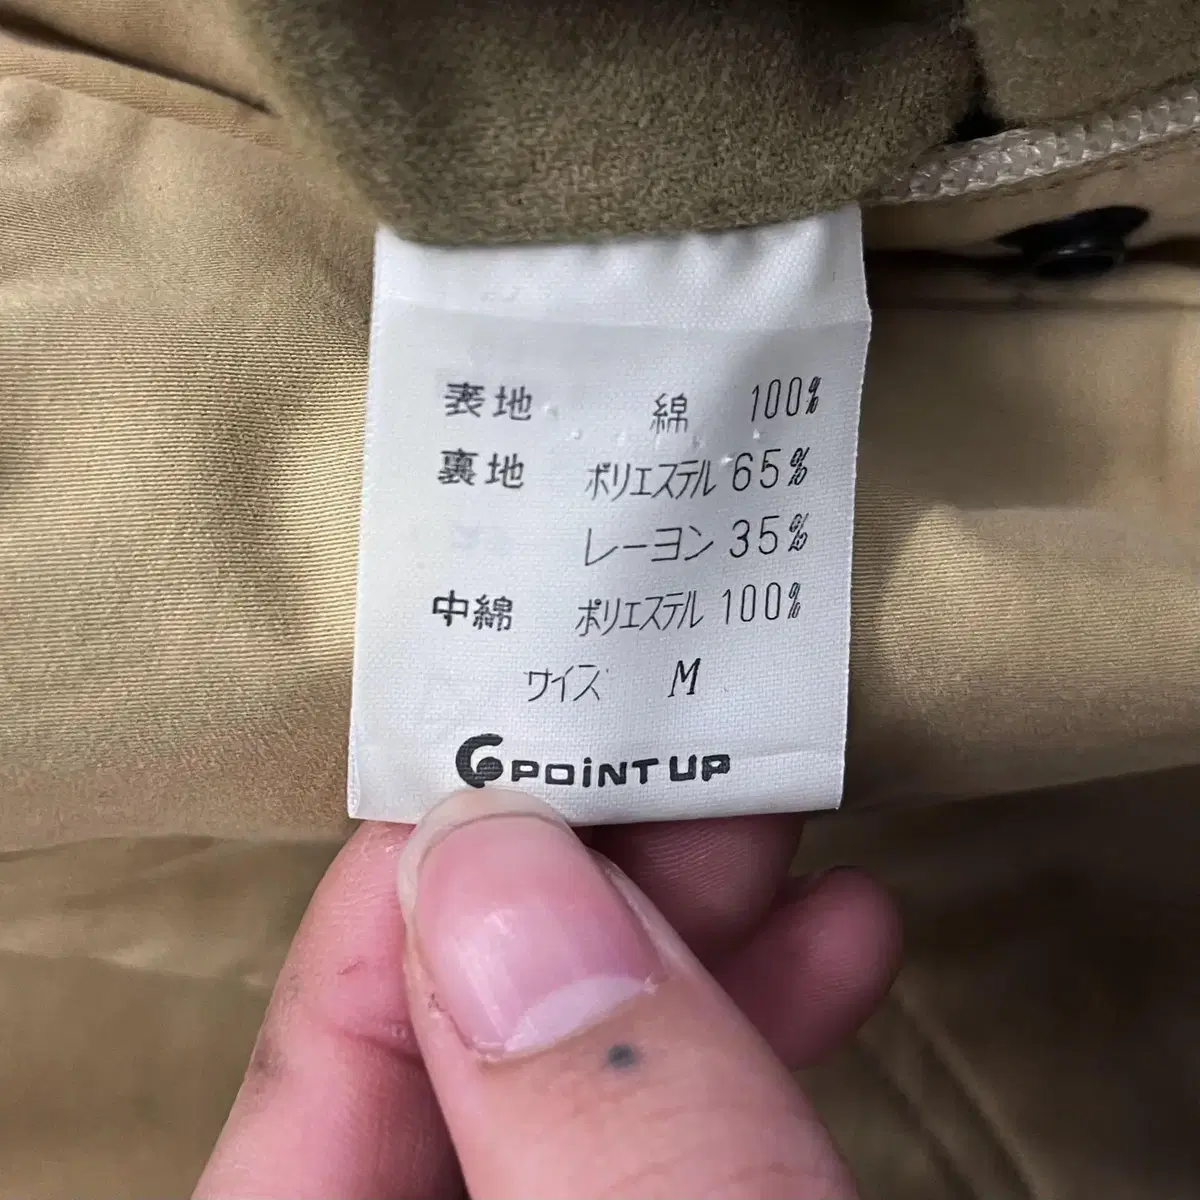 表地 綿 100%
裏地 ポリエステル 65%
レーヨン 35%
中綿 ポリエステル 100%
サイズ M
POINT UP